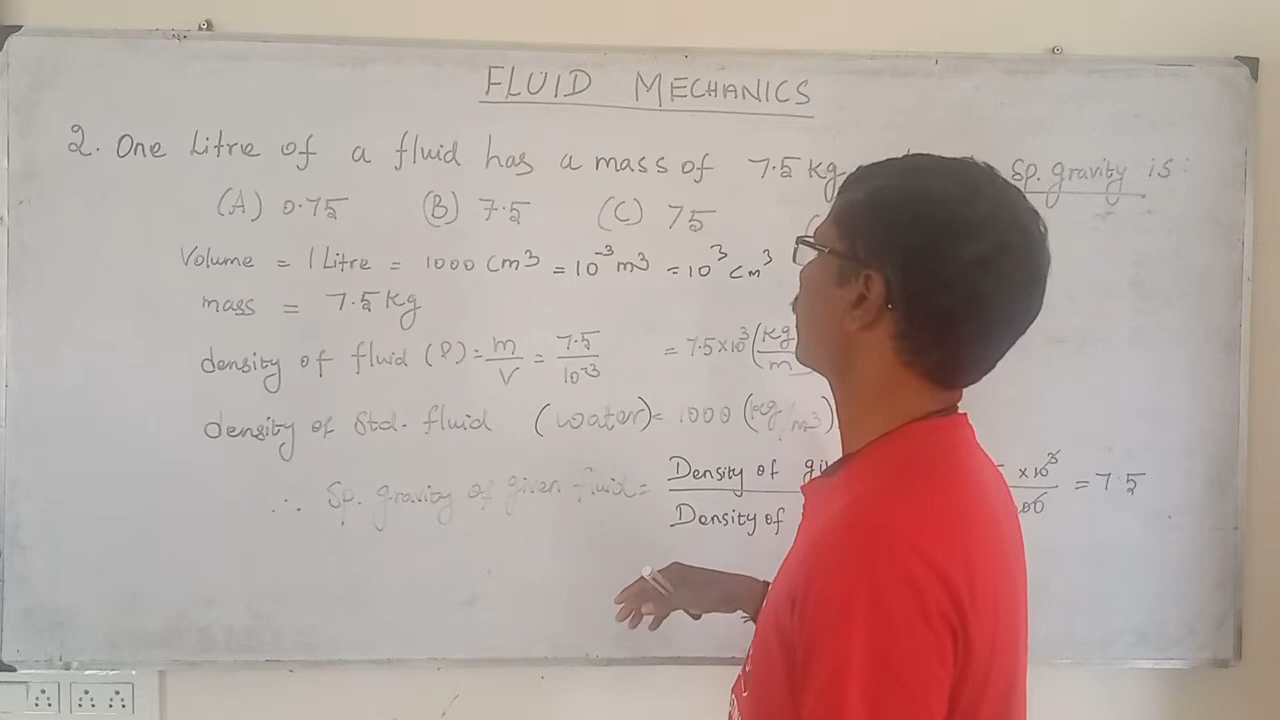 FLUID MECHANICS
2. One Litre of a fluid has a mass of 7.5 kg Sp. gravity is:
(A) 0.75 (B) 7.5 (C) 75 (
Volume = 1 Litre = 1000 cm³ = 10⁻³ m³ = 10³ cm³
mass = 7.5 kg
density of fluid (ρ) = m/V = 7.5/10⁻³ = 7.5×10³ (kg/m
density of Std. fluid (water) = 1000 (kg/m³)
∴ Sp. gravity of given fluid = Density of / Density of ×10³ / 00 = 7.5